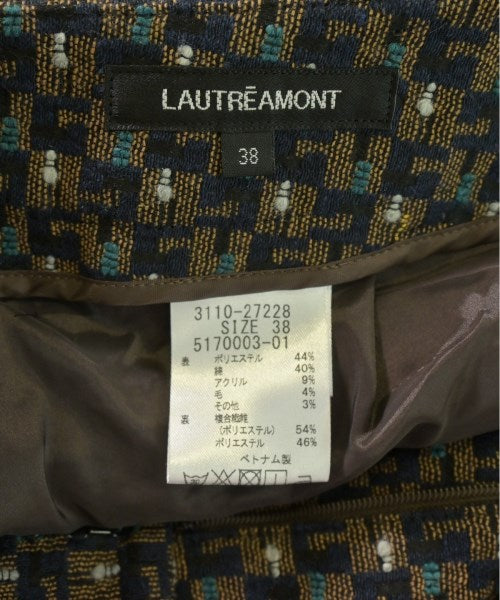 LAUTRĒAMONT
38
3110-27228
SIZE 38
5170003-01
表 ポリエステル 44%
綿 40%
アクリル 9%
毛 4%
その他 3%
裏 複合繊維
(ポリエステル) 54%
ポリエステル 46%
ベトナム製